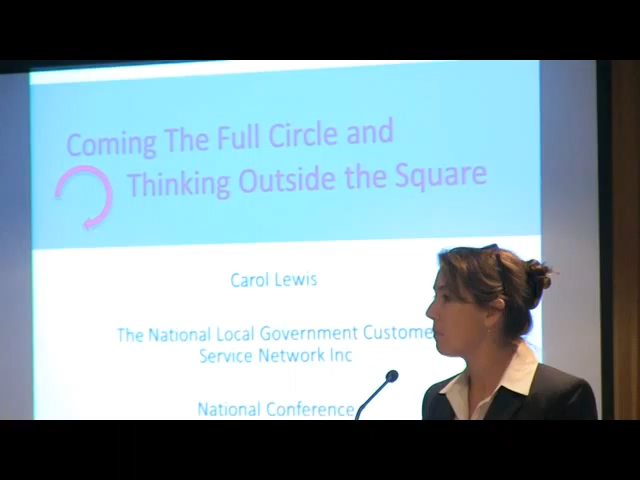 Coming The Full Circle and
Thinking Outside the Square
Carol Lewis
The National Local Government Custome
Service Network Inc
National Conference